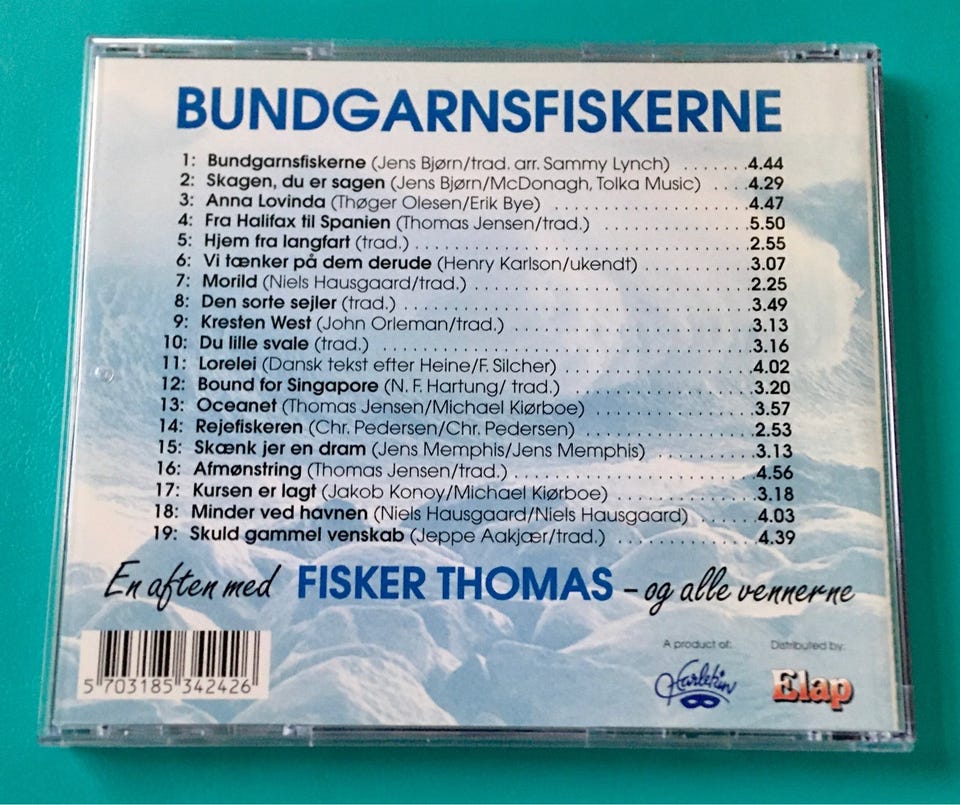 BUNDGARNSFISKERNE
1: Bundgarnsfiskerne (Jens Bjørn/trad. arr. Sammy Lynch) . . . . . . . 4.44
2: Skagen, du er sagen (Jens Bjørn/McDonagh, Tolka Music) . . . . 4.29
3: Anna Lovinda (Thøger Olesen/Erik Bye) . . . . . . . . . . . . . . . . . . . . 4.47
4: Fra Halifax til Spanien (Thomas Jensen/trad.) . . . . . . . . . . . . . . 5.50
5: Hjem fra langfart (trad.) . . . . . . . . . . . . . . . . . . . . . . . . . . . . . . . . 2.55
6: Vi tænker på dem derude (Henry Karlson/ukendt) . . . . . . . . . . 3.07
7: Morild (Niels Hausgaard/trad.) . . . . . . . . . . . . . . . . . . . . . . . . . . 2.25
8: Den sorte sejler (trad.) . . . . . . . . . . . . . . . . . . . . . . . . . . . . . . . . . 3.49
9: Kresten West (John Orleman/trad.) . . . . . . . . . . . . . . . . . . . . . . . 3.13
10: Du lille svale (trad.) . . . . . . . . . . . . . . . . . . . . . . . . . . . . . . . . . . . 3.16
11: Lorelei (Dansk tekst efter Heine/F. Silcher) . . . . . . . . . . . . . . . . . . 4.02
12: Bound for Singapore (N. F. Hartung/ trad.) . . . . . . . . . . . . . . . . . . 3.20
13: Oceanet (Thomas Jensen/Michael Kiørboe) . . . . . . . . . . . . . . . 3.57
14: Rejefiskeren (Chr. Pedersen/Chr. Pedersen) . . . . . . . . . . . . . . . . 2.53
15: Skænk jer en dram (Jens Memphis/Jens Memphis) . . . . . . . . . . 3.13
16: Afmønstring (Thomas Jensen/trad.) . . . . . . . . . . . . . . . . . . . . . . . 4.56
17: Kursen er lagt (Jakob Konoy/Michael Kiørboe) . . . . . . . . . . . . . 3.18
18: Minder ved havnen (Niels Hausgaard/Niels Hausgaard) . . . . . . 4.03
19: Skuld gammel venskab (Jeppe Aakjær/trad.) . . . . . . . . . . . . . . 4.39
En aften med FISKER THOMAS – og alle vennerne
A product of: Distributed by:
Harlekin Elap
5 703185 342426